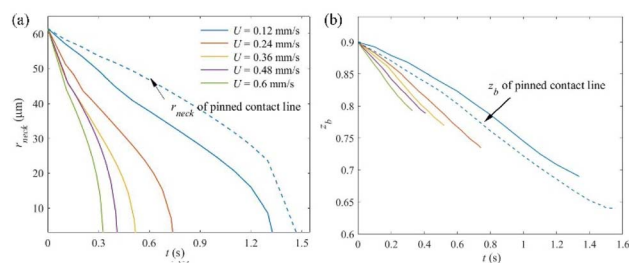 (a)
60
50
40
30
20
10
r_neck (μm)
0
0.3
0.6
0.9
1.2
1.5
t (s)
U = 0.12 mm/s
U = 0.24 mm/s
U = 0.36 mm/s
U = 0.48 mm/s
U = 0.6 mm/s
r_neck of pinned contact line
(b)
0.9
0.85
0.8
0.75
0.7
0.65
0.6
z_b
0
0.2
0.4
0.6
0.8
1
1.2
1.4
1.6
t (s)
z_b of pinned contact line